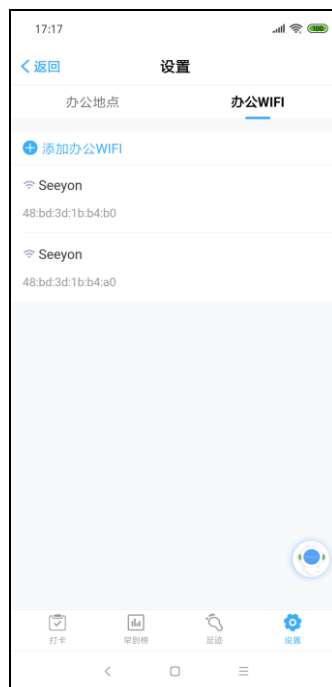 17:17
100
返回 设置
办公地点 办公WIFI
添加办公WIFI
Seeyon
48:bd:3d:1b:b4:b0
Seeyon
48:bd:3d:1b:b4:a0
打卡 早到榜 足迹 设置